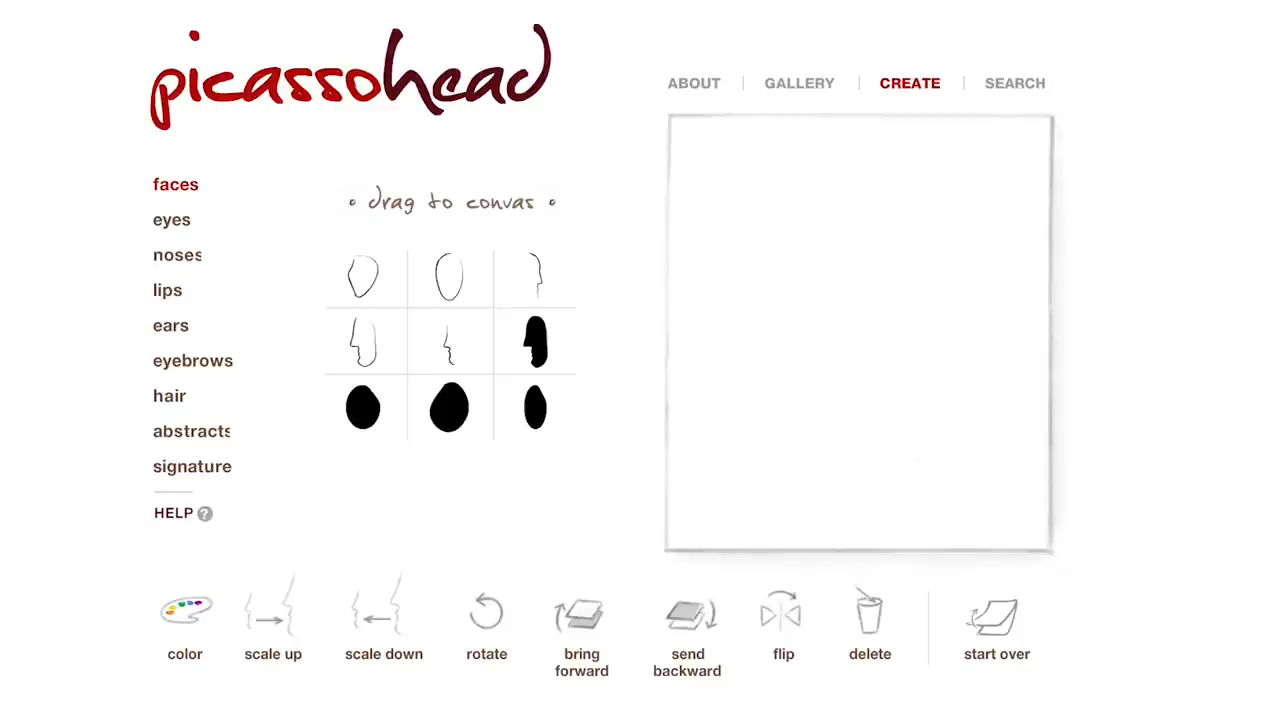 picassohead
ABOUT | GALLERY | CREATE | SEARCH
faces
• drag to canvas •
eyes
noses
lips
ears
eyebrows
hair
abstracts
signature
HELP ?
color
scale up
scale down
rotate
bring
forward
send
backward
flip
delete
start over